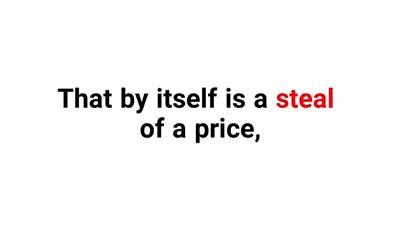 That by itself is a steal
of a price,